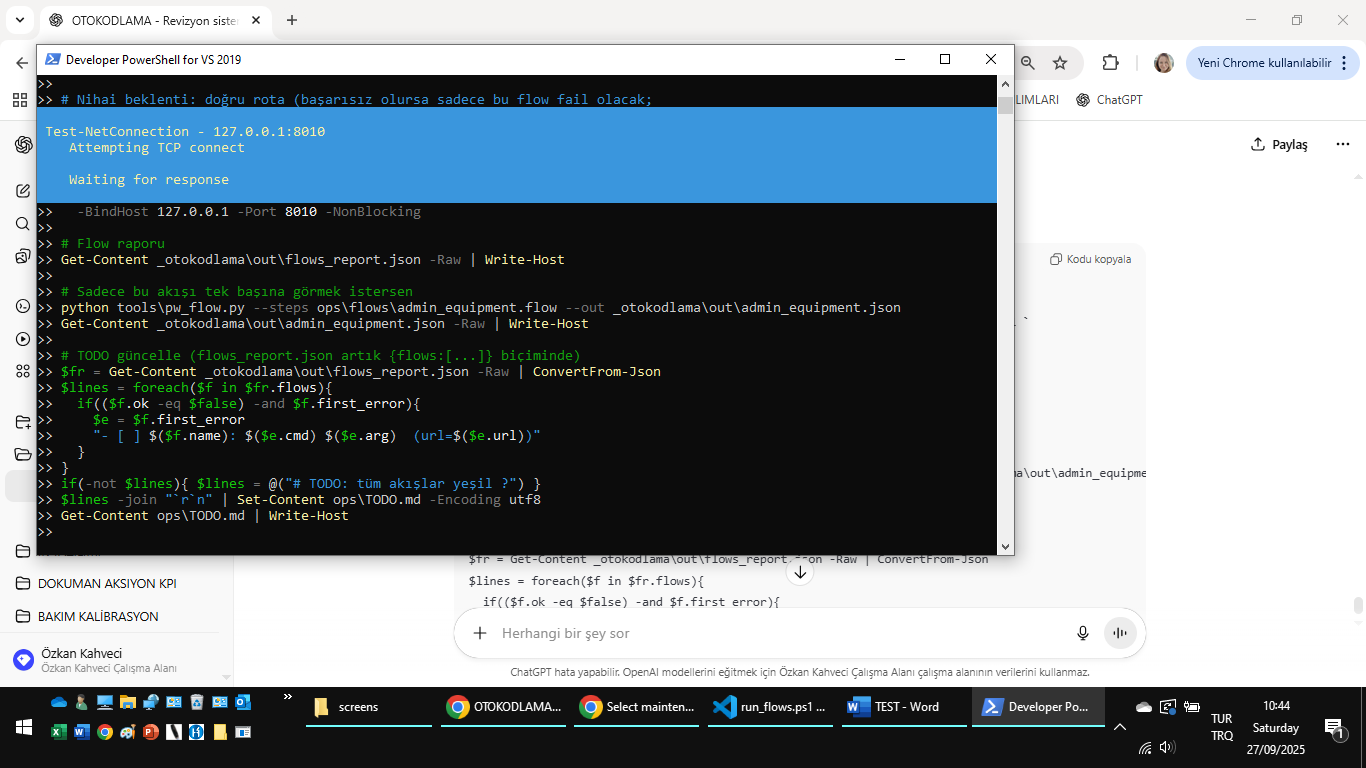 OTOKODLAMA - Revizyon siste
Developer PowerShell for VS 2019
Yeni Chrome kullanılabilir
LIMLARI
ChatGPT
Paylaş
>>
>> # Nihai beklenti: doğru rota (başarısız olursa sadece bu flow fail olacak;
Test-NetConnection - 127.0.0.1:8010
Attempting TCP connect
Waiting for response
>>   -BindHost 127.0.0.1 -Port 8010 -NonBlocking
>>
>> # Flow raporu
>> Get-Content _otokodlama\out\flows_report.json -Raw | Write-Host
>>
>> # Sadece bu akışı tek başına görmek istersen
>> python tools\pw_flow.py --steps ops\flows\admin_equipment.flow --out _otokodlama\out\admin_equipment.json
>> Get-Content _otokodlama\out\admin_equipment.json -Raw | Write-Host
>>
>> # TODO güncelle (flows_report.json artık {flows:[...]} biçiminde)
>> $fr = Get-Content _otokodlama\out\flows_report.json -Raw | ConvertFrom-Json
>> $lines = foreach($f in $fr.flows){
>>   if(($f.ok -eq $false) -and $f.first_error){
>>     $e = $f.first_error
>>     "- [ ] $($f.name): $($e.cmd) $($e.arg)  (url=$($e.url))"
>>   }
>> }
>> if(-not $lines){ $lines = @("# TODO: tüm akışlar yeşil ?") }
>> $lines -join "`r`n" | Set-Content ops\TODO.md -Encoding utf8
>> Get-Content ops\TODO.md | Write-Host
>>
Kodu kopyala
`
a\out\admin_equipme
$fr = Get-Content _otokodlama\out\flows_report.json -Raw | ConvertFrom-Json
$lines = foreach($f in $fr.flows){
if(($f.ok -eq $false) -and $f.first_error){
DOKUMAN AKSIYON KPI
BAKIM KALİBRASYON
Özkan Kahveci
Özkan Kahveci Çalışma Alanı
Herhangi bir şey sor
ChatGPT hata yapabilir. OpenAI modellerini eğitmek için Özkan Kahveci Çalışma Alanı çalışma alanının verilerini kullanmaz.
screens
OTOKODLAMA...
Select mainten...
run_flows.ps1 ...
TEST - Word
Developer Po...
TUR
TRQ
10:44
Saturday
27/09/2025
1